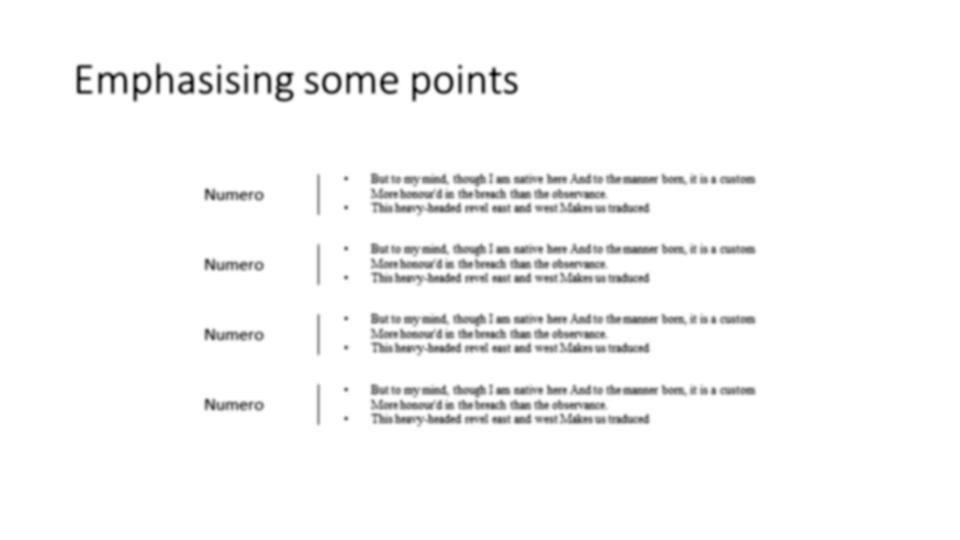 Emphasising some points
Numero
• But to my mind, though I am native here And to the manner born, it is a custom
More honour'd in the breach than the observance.
• This heavy-headed revel east and west Makes us traduced
Numero
• But to my mind, though I am native here And to the manner born, it is a custom
More honour'd in the breach than the observance.
• This heavy-headed revel east and west Makes us traduced
Numero
• But to my mind, though I am native here And to the manner born, it is a custom
More honour'd in the breach than the observance.
• This heavy-headed revel east and west Makes us traduced
Numero
• But to my mind, though I am native here And to the manner born, it is a custom
More honour'd in the breach than the observance.
• This heavy-headed revel east and west Makes us traduced